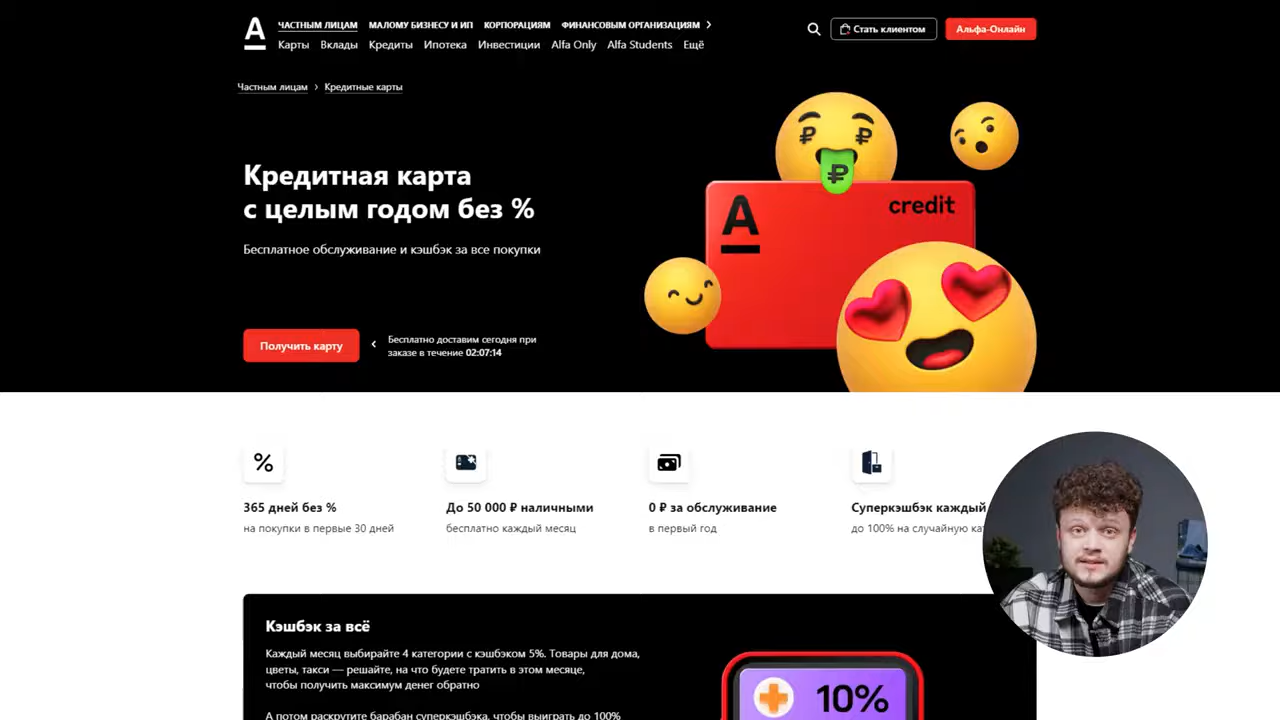 А
ЧАСТНЫМ ЛИЦАМ МАЛОМУ БИЗНЕСУ И ИП КОРПОРАЦИЯМ ФИНАНСОВЫМ ОРГАНИЗАЦИЯМ
Карты Вклады Кредиты Ипотека Инвестиции Alfa Only Alfa Students Ещё
Стать клиентом
Альфа-Онлайн
Частным лицам › Кредитные карты
Кредитная карта
с целым годом без %
Бесплатное обслуживание и кэшбэк за все покупки
Получить карту
Бесплатно доставим сегодня при
заказе в течение 02:07:14
₽ ₽
₽
А
credit
%
365 дней без %
на покупки в первые 30 дней
До 50 000 ₽ наличными
бесплатно каждый месяц
0 ₽ за обслуживание
в первый год
Суперкэшбэк каждый
до 100% на случайную
Кэшбэк за всё
Каждый месяц выбирайте 4 категории с кэшбэком 5%. Товары для дома,
цветы, такси — решайте, на что будете тратить в этом месяце,
чтобы получить максимум денег обратно
А потом раскрутите барабан суперкэшбэка, чтобы выиграть до 100%
10%